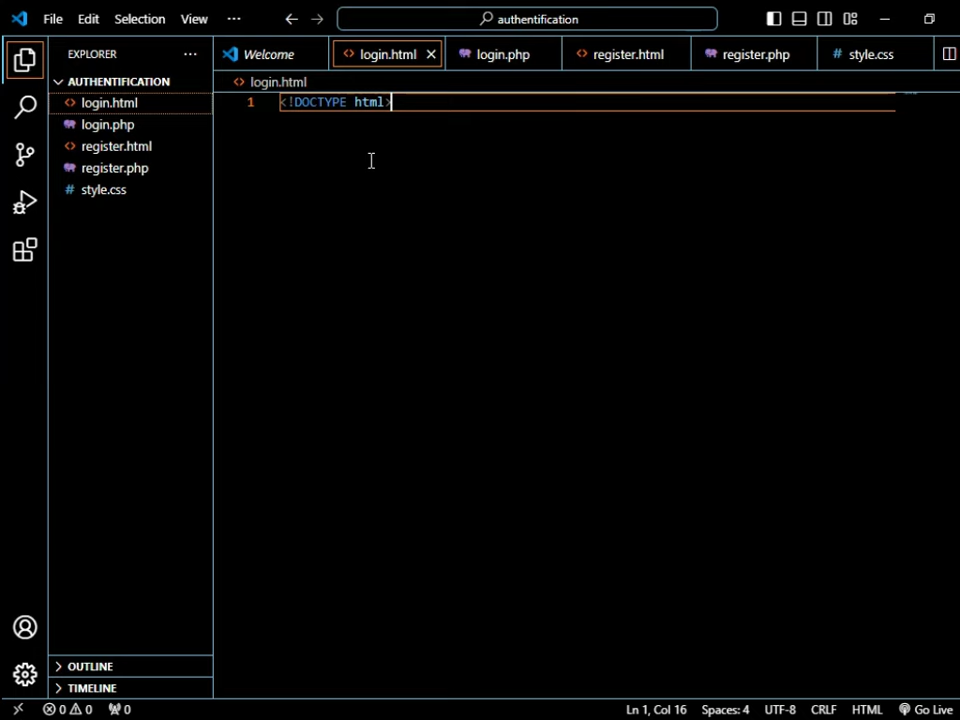 File Edit Selection View ··· authentification
EXPLORER ··· Welcome login.html login.php register.html register.php style.css
AUTHENTIFICATION
login.html
login.php
register.html
register.php
style.css
login.html
1 <!DOCTYPE html>
OUTLINE
TIMELINE
0 0 0 Ln 1, Col 16 Spaces: 4 UTF-8 CRLF HTML Go Live